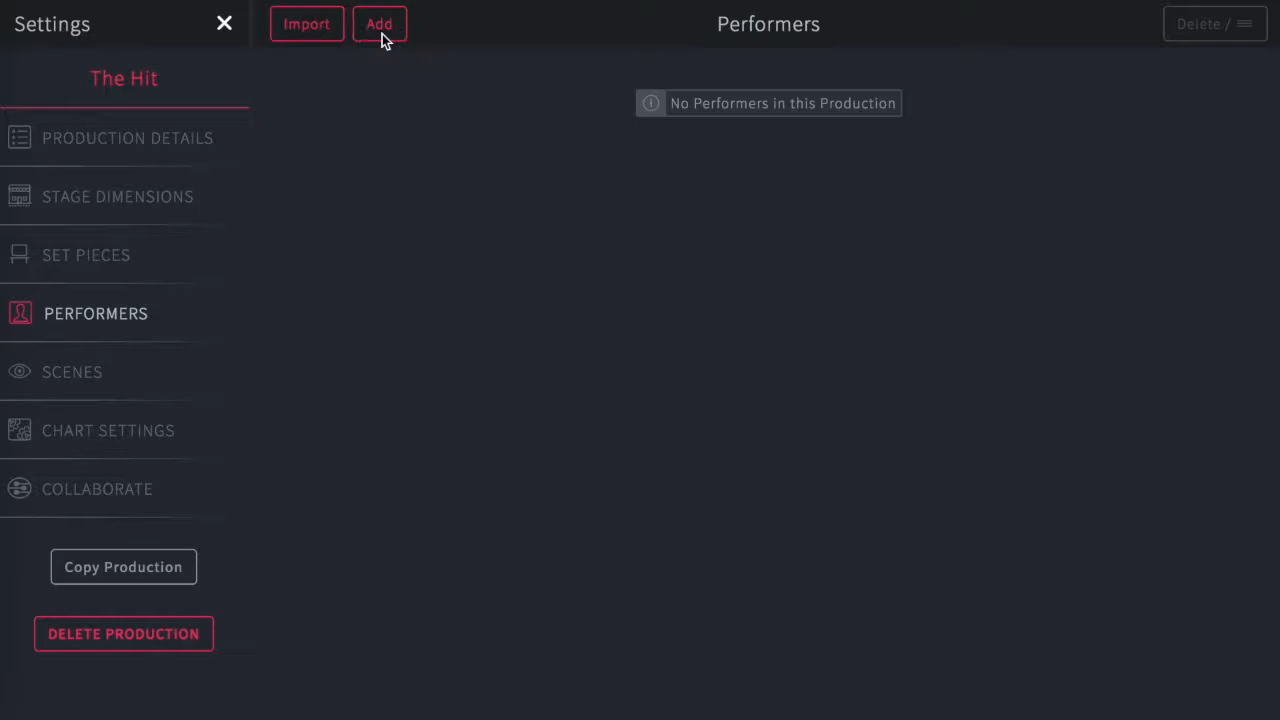 Settings
Import
Add
Performers
Delete /
The Hit
No Performers in this Production
PRODUCTION DETAILS
STAGE DIMENSIONS
SET PIECES
PERFORMERS
SCENES
CHART SETTINGS
COLLABORATE
Copy Production
DELETE PRODUCTION